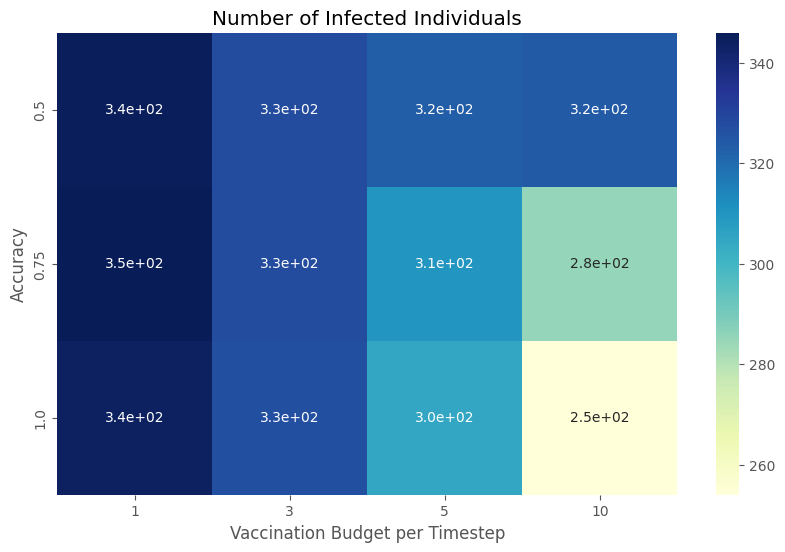 Number of Infected Individuals
Accuracy
0.5
0.75
1.0
3.4e+02 3.3e+02 3.2e+02 3.2e+02
3.5e+02 3.3e+02 3.1e+02 2.8e+02
3.4e+02 3.3e+02 3.0e+02 2.5e+02
1 3 5 10
Vaccination Budget per Timestep
340
320
300
280
260